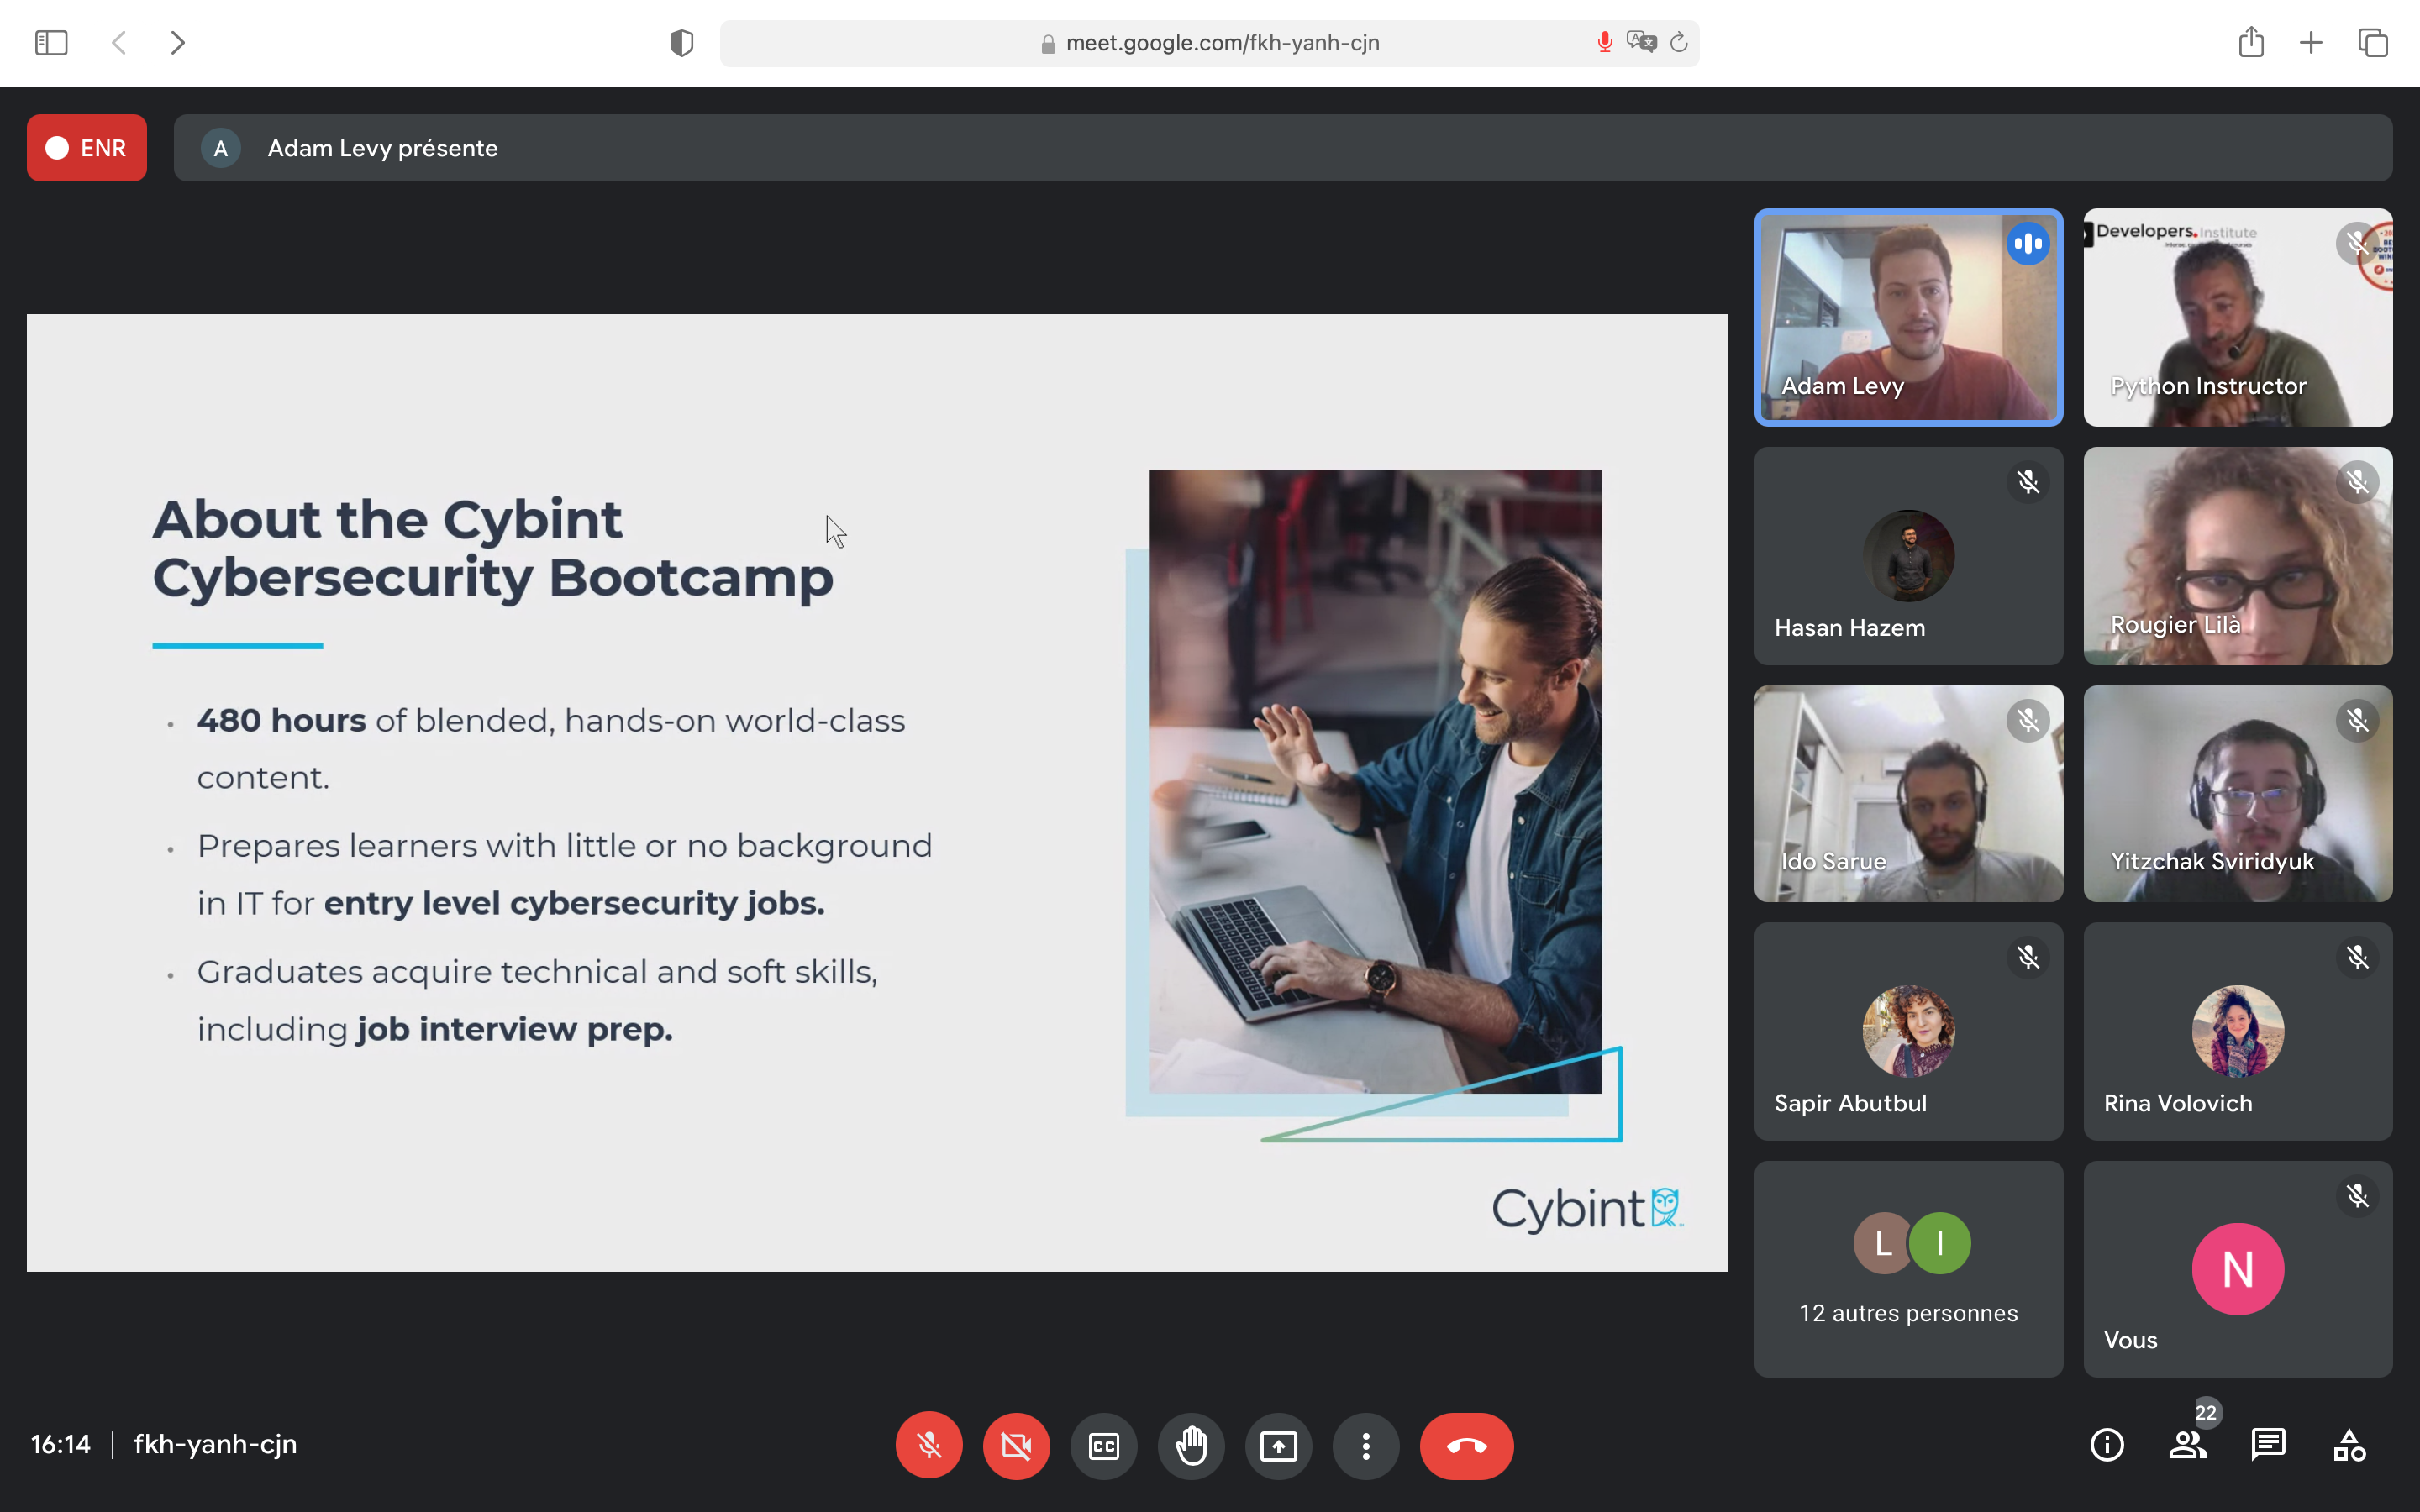 meet.google.com/fkh-yanh-cjn
ENR
A
Adam Levy présente
About the Cybint
Cybersecurity Bootcamp
• 480 hours of blended, hands-on world-class
content.
• Prepares learners with little or no background
in IT for entry level cybersecurity jobs.
• Graduates acquire technical and soft skills,
including job interview prep.
Cybint
Adam Levy
Developers.Institute
Python Instructor
Hasan Hazem
Rougier Lilà
Ido Sarue
Yitzchak Sviridyuk
Sapir Abutbul
Rina Volovich
L I
12 autres personnes
N
Vous
16:14 | fkh-yanh-cjn
CC
22